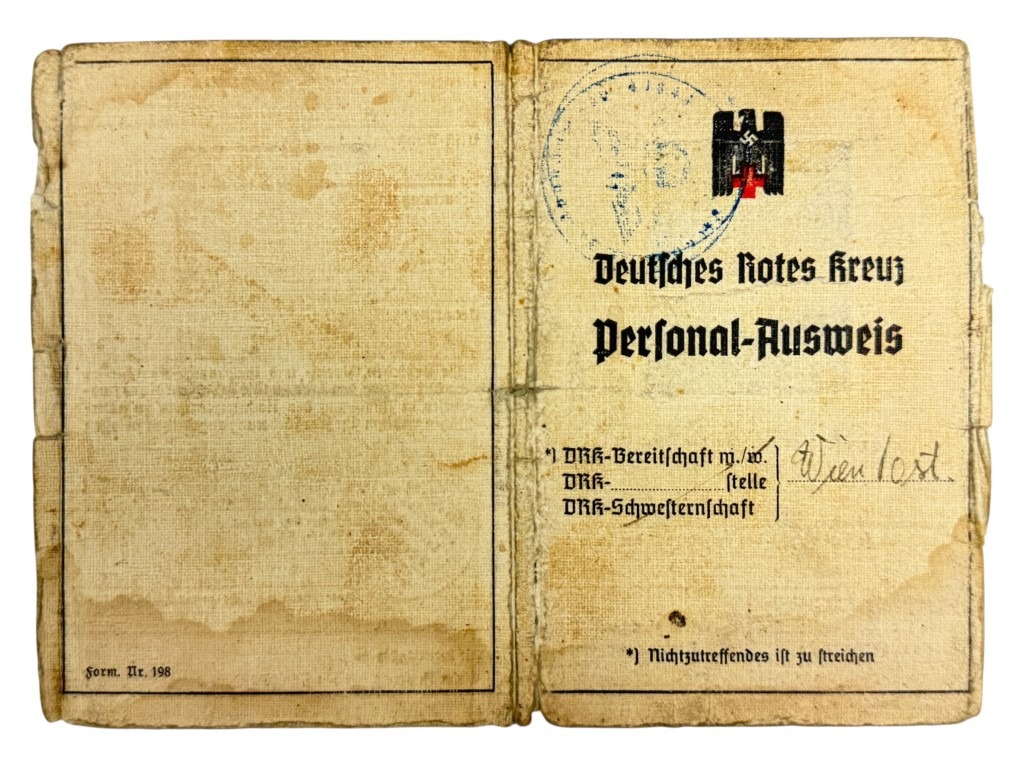 Form. Nr. 198
Deutſches Rotes Kreuz
Perſonal-Ausweis
*) DRK-Bereitſchaft m./w.
DRK-......................ſtelle
DRK-Schweſternſchaft
Wien
*) Nichtzutreffendes iſt zu ſtreichen